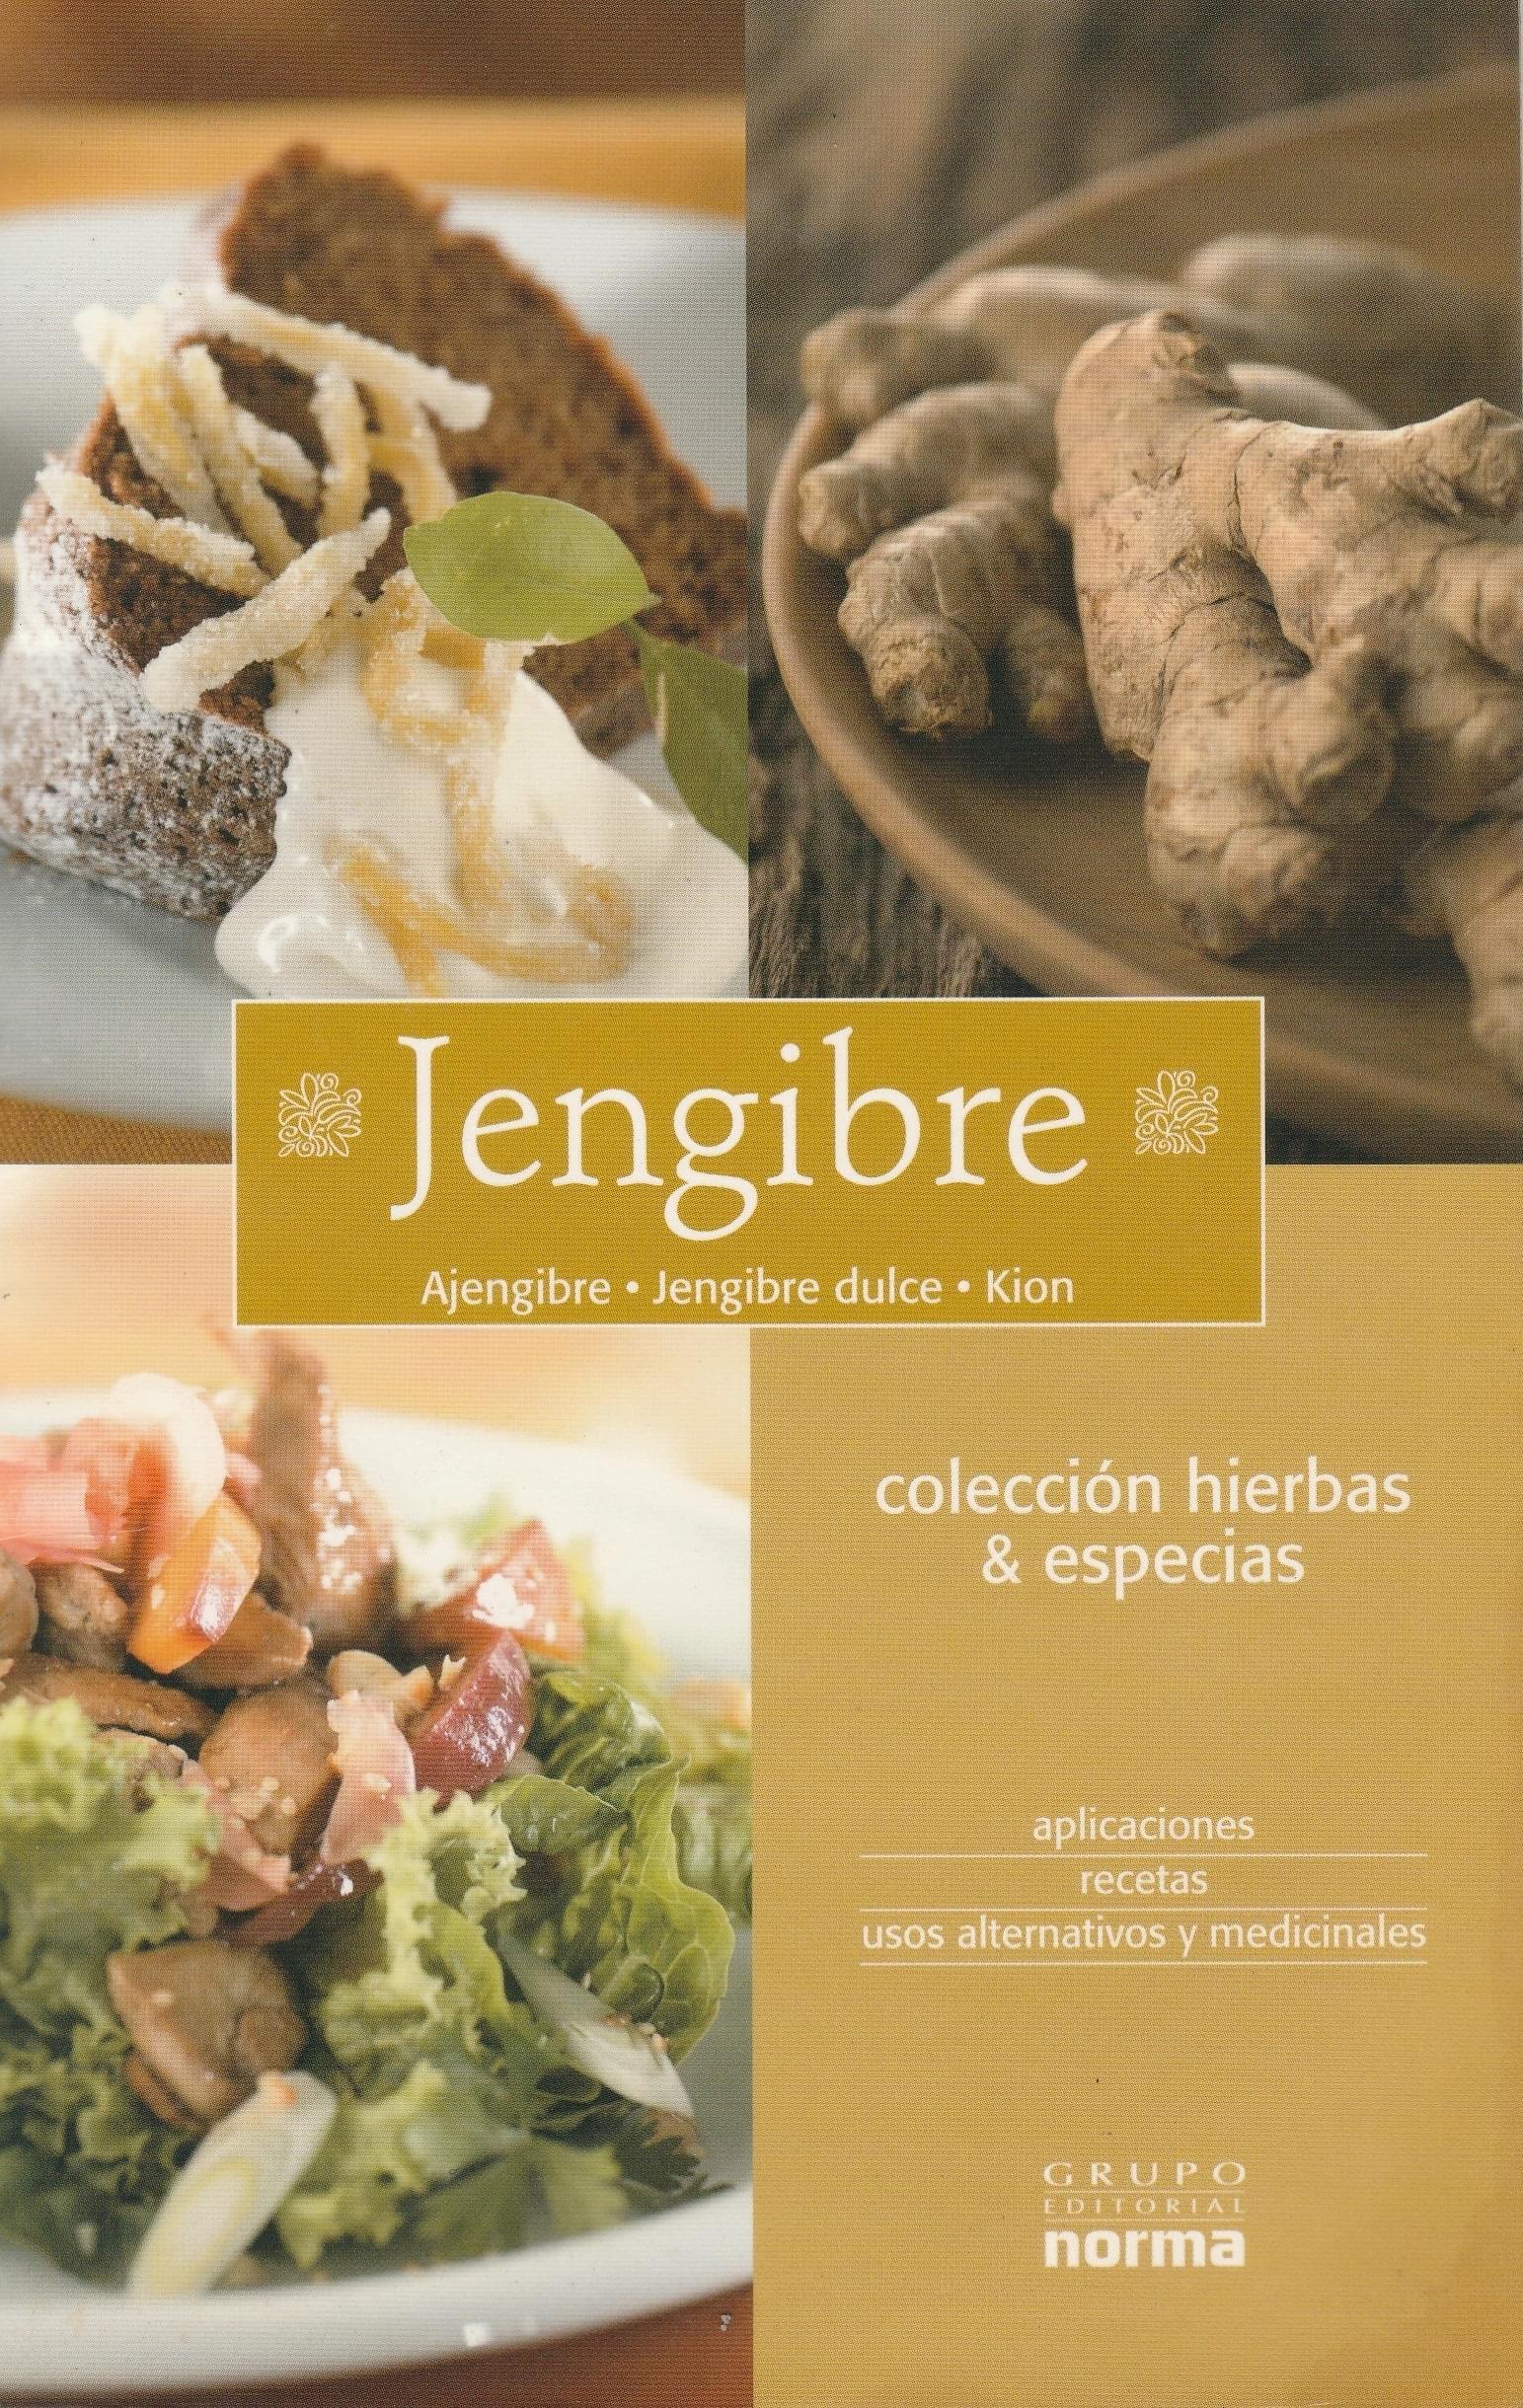 Jengibre
Ajengibre • Jengibre dulce • Kion
colección hierbas
& especias
aplicaciones
recetas
usos alternativos y medicinales
GRUPO
EDITORIAL
norma